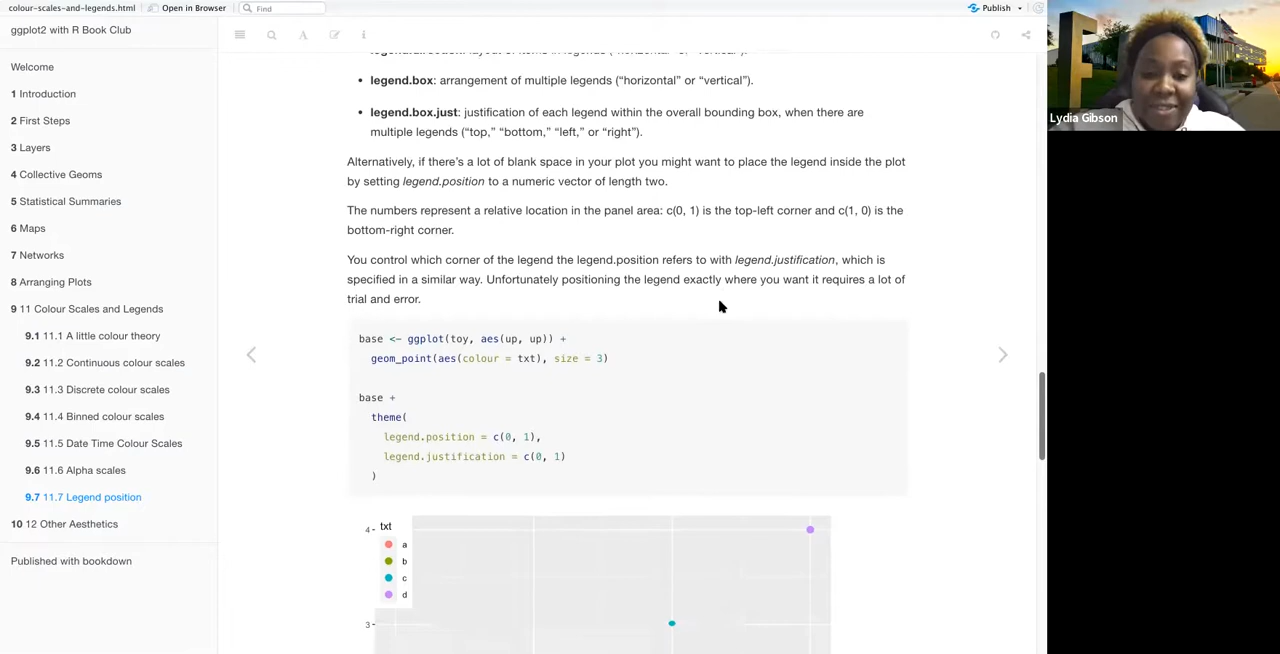 colour-scales-and-legends.html
Open in Browser
Find
Publish
ggplot2 with R Book Club
Welcome
1 Introduction
2 First Steps
3 Layers
4 Collective Geoms
5 Statistical Summaries
6 Maps
7 Networks
8 Arranging Plots
9 11 Colour Scales and Legends
9.1 11.1 A little colour theory
9.2 11.2 Continuous colour scales
9.3 11.3 Discrete colour scales
9.4 11.4 Binned colour scales
9.5 11.5 Date Time Colour Scales
9.6 11.6 Alpha scales
9.7 11.7 Legend position
10 12 Other Aesthetics
Published with bookdown
• legend.box: arrangement of multiple legends (“horizontal” or “vertical”).
• legend.box.just: justification of each legend within the overall bounding box, when there are
multiple legends (“top,” “bottom,” “left,” or “right”).
Alternatively, if there’s a lot of blank space in your plot you might want to place the legend inside the plot
by setting legend.position to a numeric vector of length two.
The numbers represent a relative location in the panel area: c(0, 1) is the top-left corner and c(1, 0) is the
bottom-right corner.
You control which corner of the legend the legend.position refers to with legend.justification, which is
specified in a similar way. Unfortunately positioning the legend exactly where you want it requires a lot of
trial and error.
base <- ggplot(toy, aes(up, up)) +
geom_point(aes(colour = txt), size = 3)
base +
theme(
legend.position = c(0, 1),
legend.justification = c(0, 1)
)
4
txt
a
b
c
d
3
Lydia Gibson